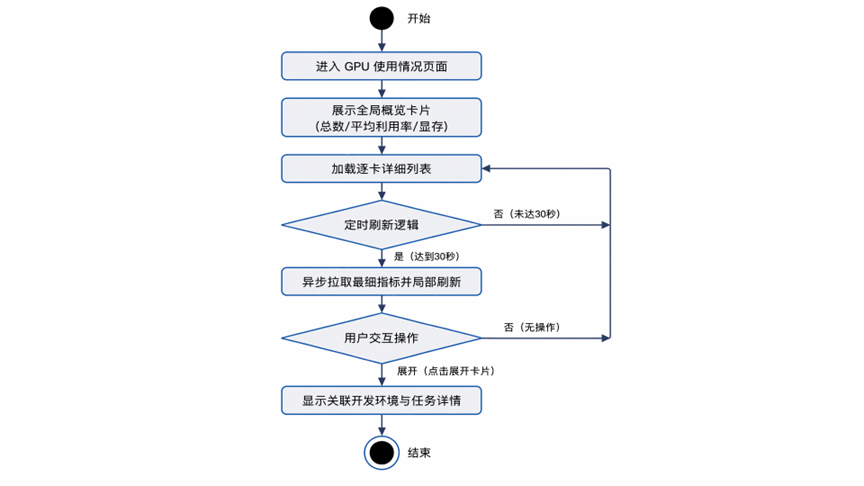 开始
进入 GPU 使用情况页面
展示全局概览卡片
(总数/平均利用率/显存)
加载逐卡详细列表
定时刷新逻辑
否（未达30秒）
是（达到30秒）
异步拉取最细指标并局部刷新
用户交互操作
否（无操作）
展开（点击展开卡片）
显示关联开发环境与任务详情
结束